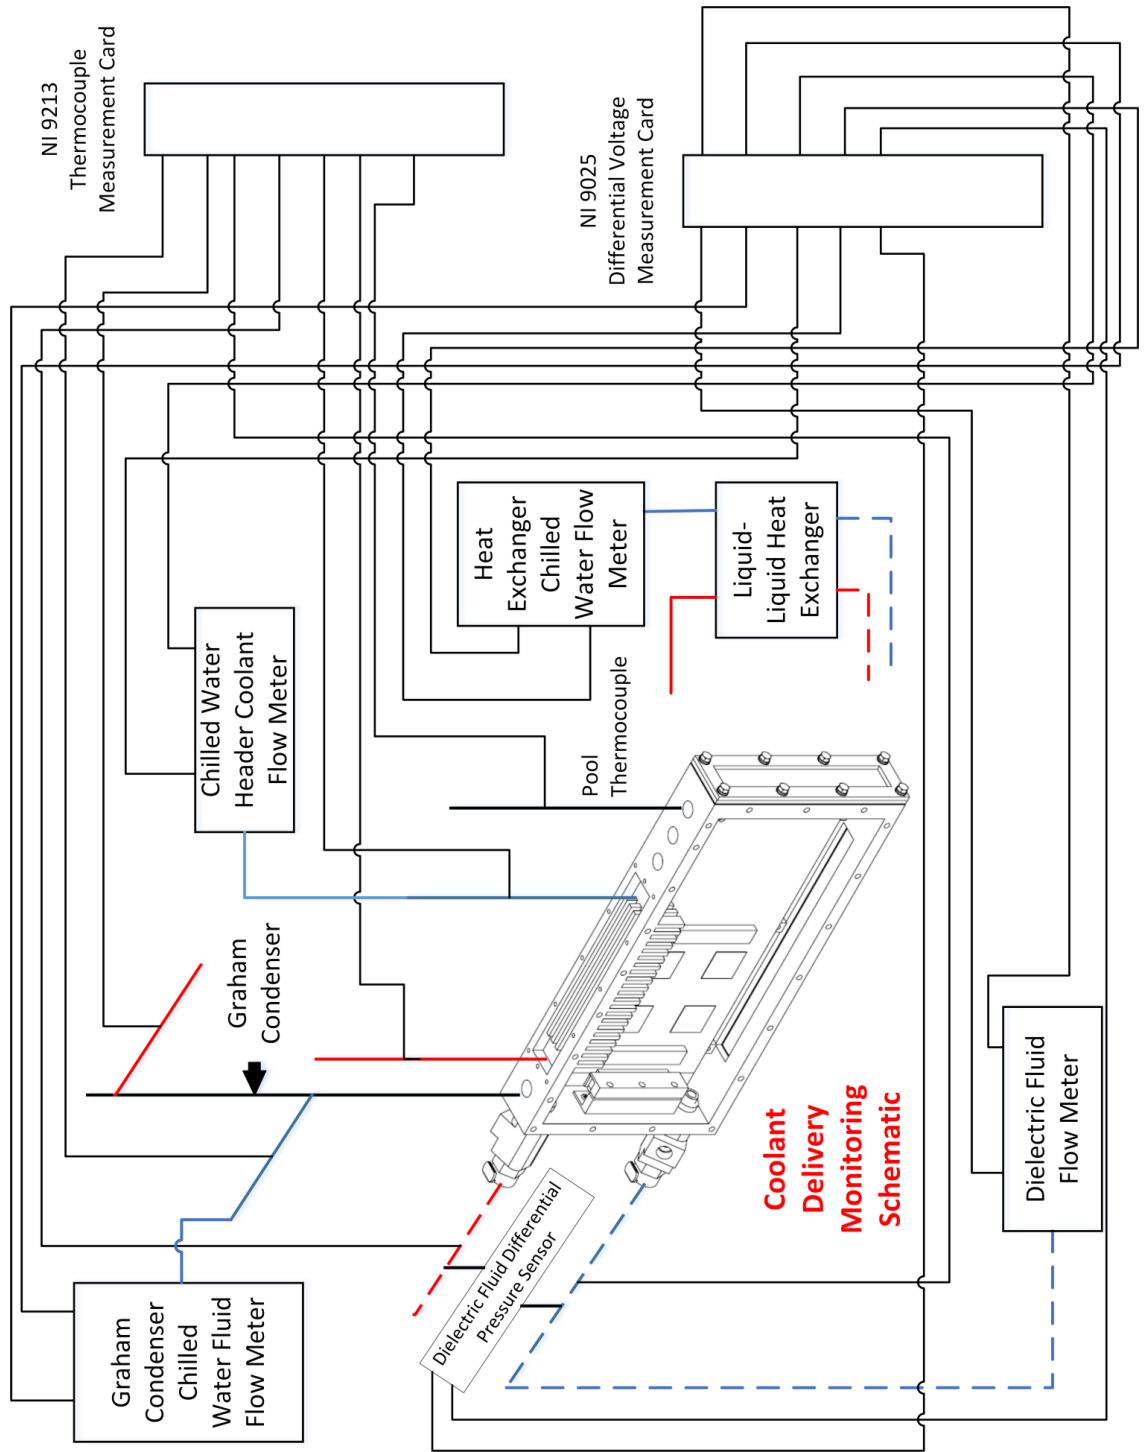 NI 9213
Thermocouple
Measurement Card
NI 9025
Differential Voltage
Measurement Card
Heat
Exchanger
Chilled
Water Flow
Meter
Liquid-
Liquid Heat
Exchanger
Chilled Water
Header Coolant
Flow Meter
Pool
Thermocouple
Graham
Condenser
Coolant
Delivery
Monitoring
Schematic
Dielectric Fluid
Flow Meter
Dielectric Fluid Differential
Pressure Sensor
Graham
Condenser
Chilled
Water Fluid
Flow Meter